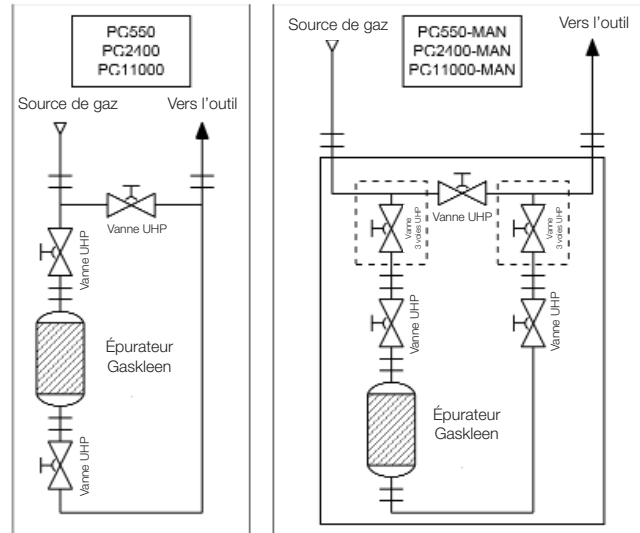 PG550
PG2400
PG11000
Source de gaz
Vers l'outil
Vanne UHP
Vanne UHP
Épurateur
Gaskleen
Vanne UHP
PG550-MAN
PG2400-MAN
PG11000-MAN
Source de gaz
Vers l'outil
Vanne UHP
Vanne
3 voies UHP
Vanne
3 voies UHP
Vanne UHP
Vanne UHP
Épurateur
Gaskleen